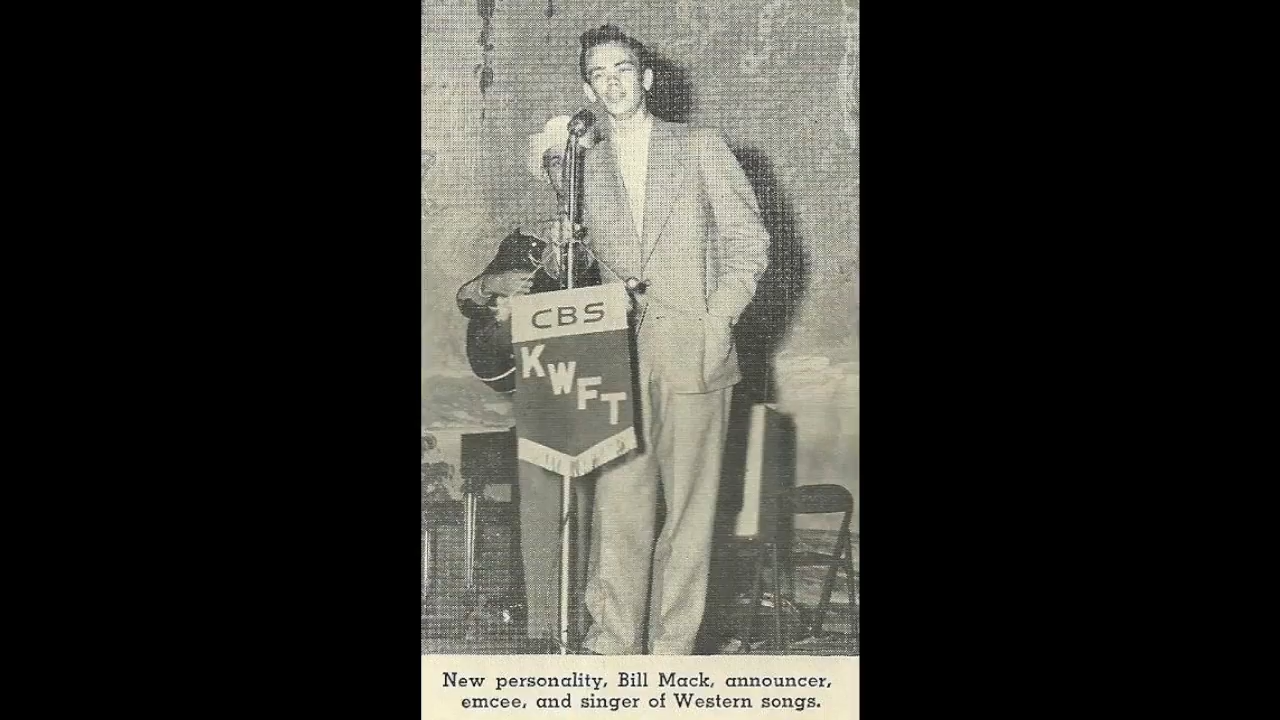 CBS
KWFT
New personality, Bill Mack, announcer,
emcee, and singer of Western songs.